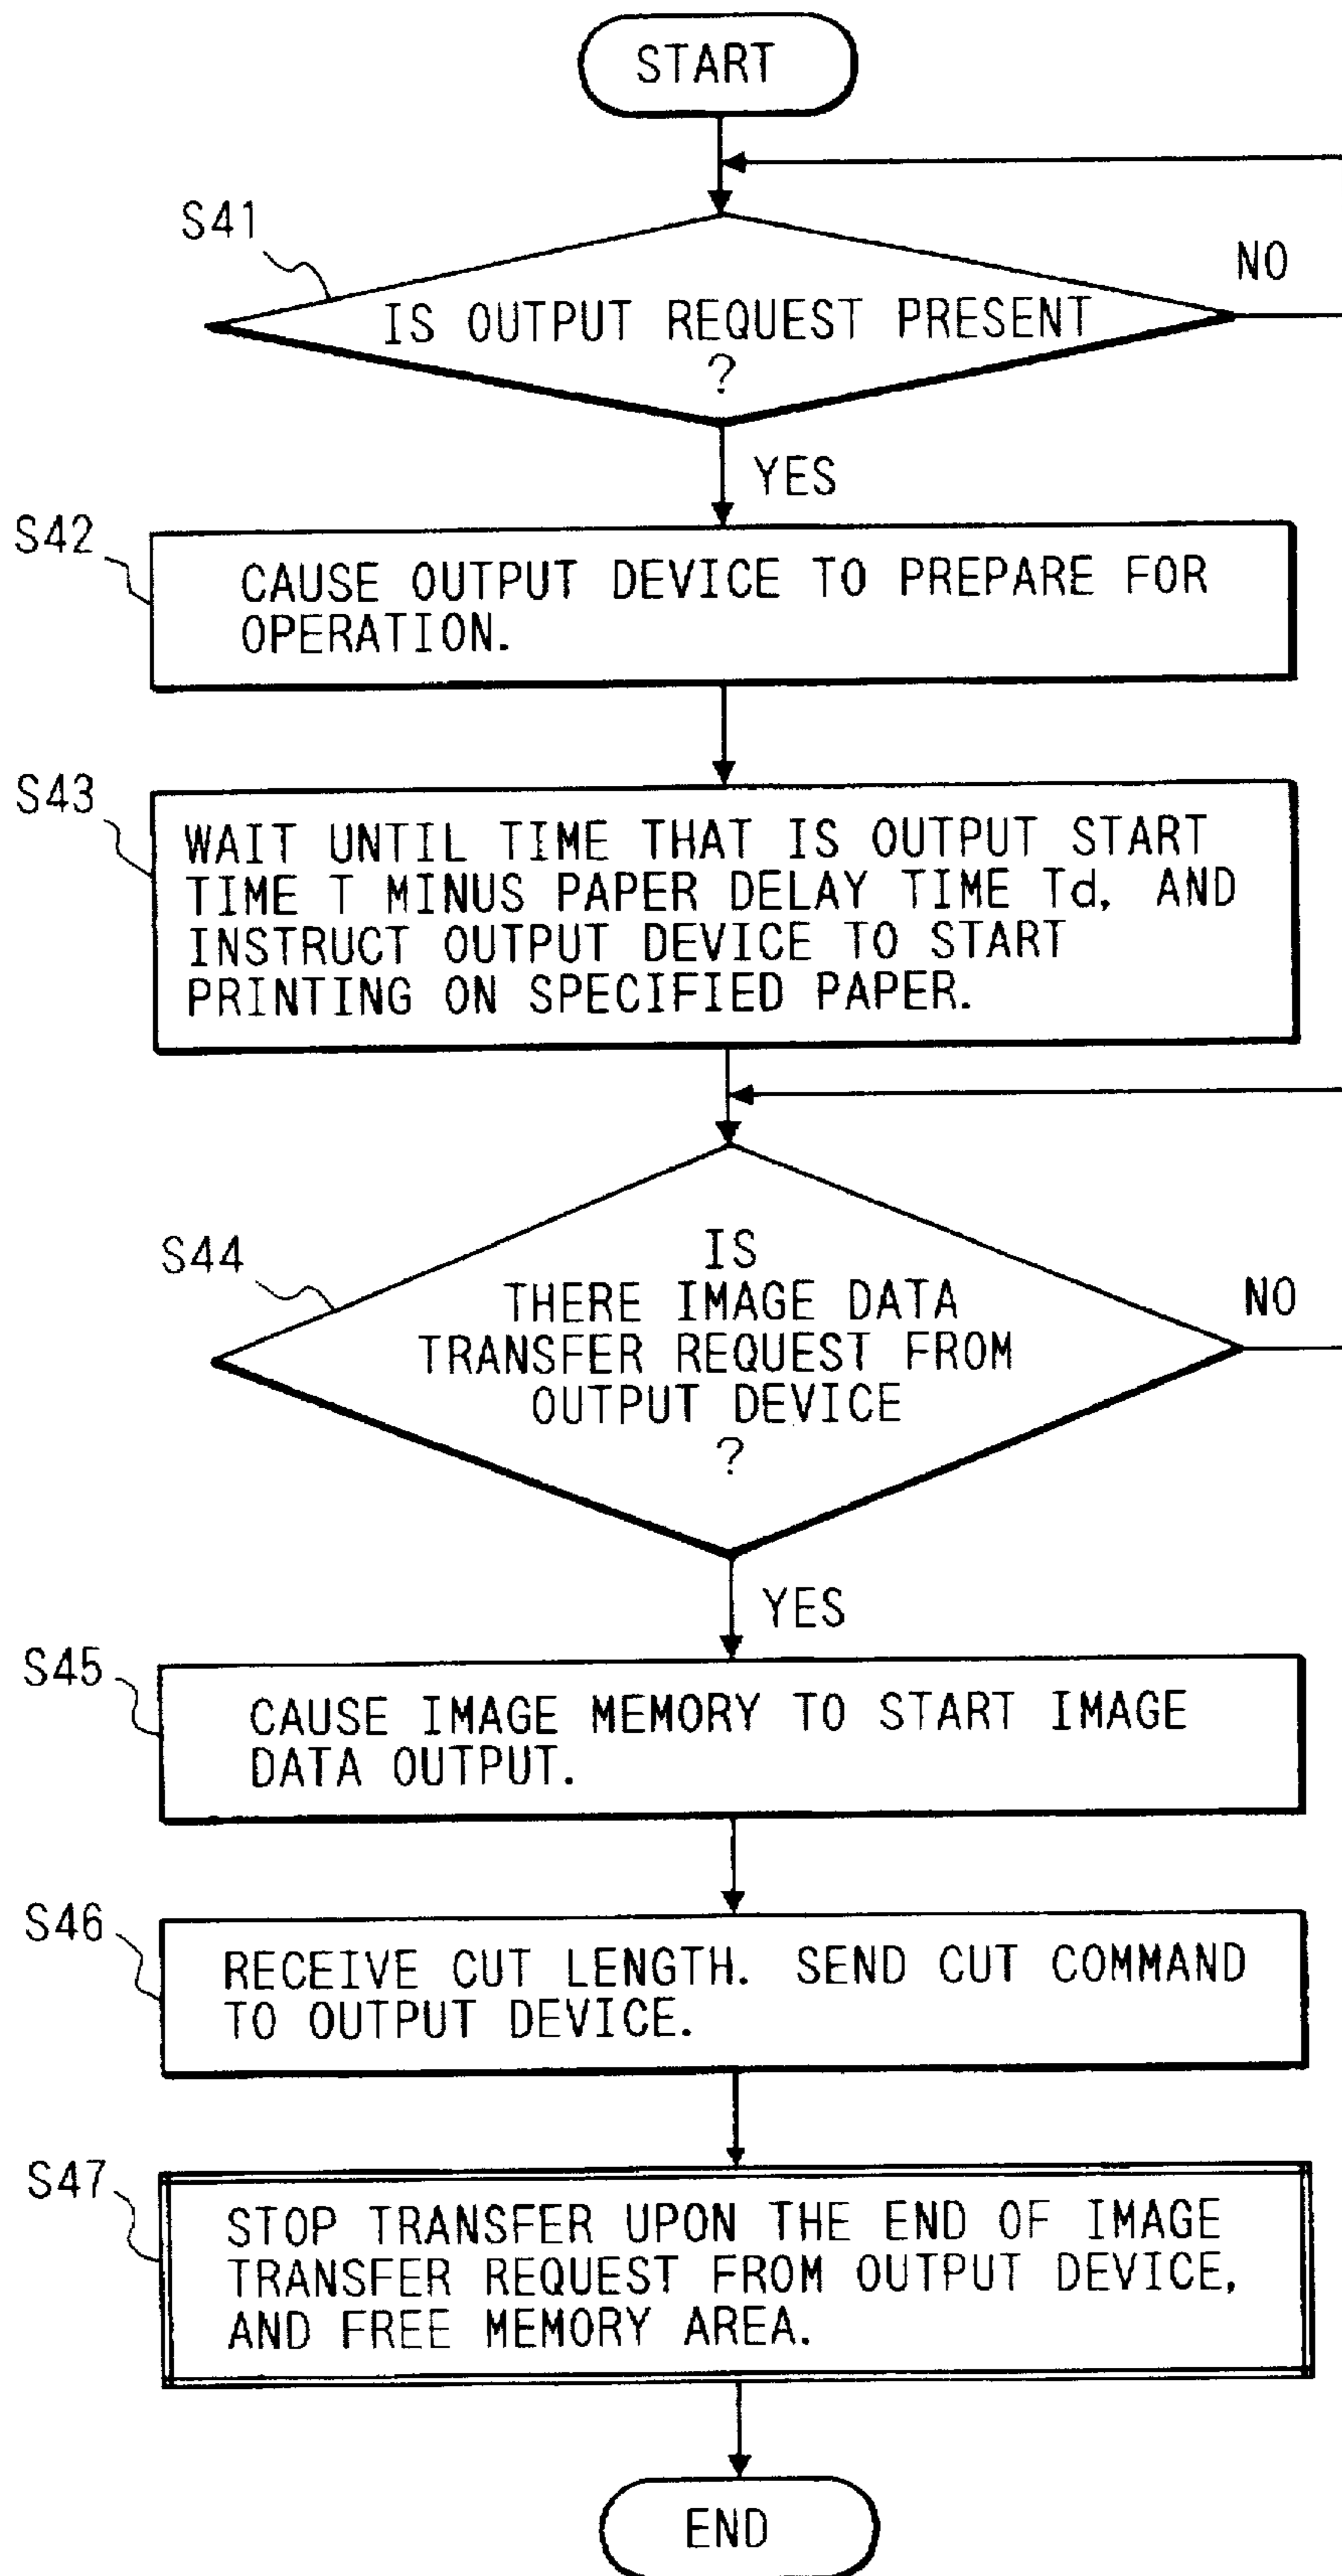 START
S41
NO
IS OUTPUT REQUEST PRESENT
?
YES
S42
CAUSE OUTPUT DEVICE TO PREPARE FOR
OPERATION.
S43
WAIT UNTIL TIME THAT IS OUTPUT START
TIME T MINUS PAPER DELAY TIME Td, AND
INSTRUCT OUTPUT DEVICE TO START
PRINTING ON SPECIFIED PAPER.
S44
IS
THERE IMAGE DATA
TRANSFER REQUEST FROM
OUTPUT DEVICE
?
NO
YES
S45
CAUSE IMAGE MEMORY TO START IMAGE
DATA OUTPUT.
S46
RECEIVE CUT LENGTH. SEND CUT COMMAND
TO OUTPUT DEVICE.
S47
STOP TRANSFER UPON THE END OF IMAGE
TRANSFER REQUEST FROM OUTPUT DEVICE,
AND FREE MEMORY AREA.
END